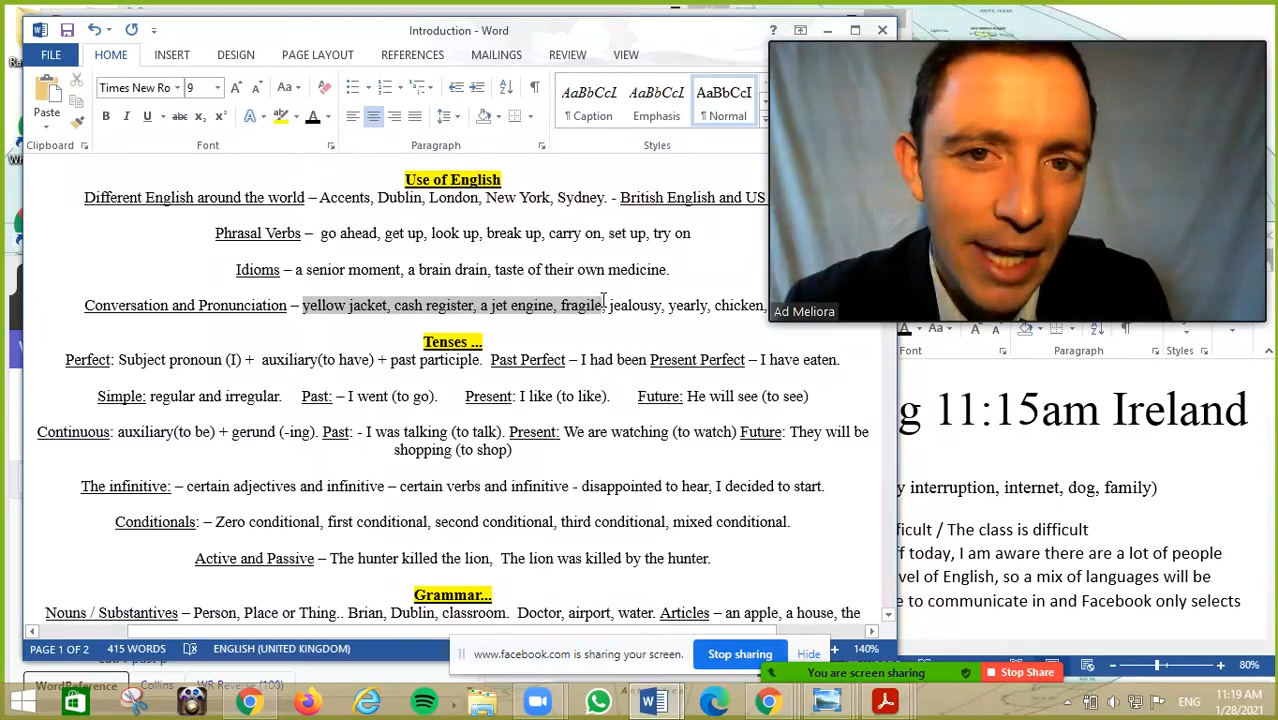 Introduction - Word
FILE HOME INSERT DESIGN PAGE LAYOUT REFERENCES MAILINGS REVIEW VIEW
Times New Ro 9
Paste
AaBbCcI AaBbCcI AaBbCcI
Caption Emphasis ¶ Normal
Clipboard Font Paragraph Styles
Use of English
Different English around the world – Accents, Dublin, London, New York, Sydney. - British English and US
Phrasal Verbs – go ahead, get up, look up, break up, carry on, set up, try on
Idioms – a senior moment, a brain drain, taste of their own medicine.
Conversation and Pronunciation – yellow jacket, cash register, a jet engine, fragile, jealousy, yearly, chicken,
Tenses ...
Perfect: Subject pronoun (I) + auxiliary(to have) + past participle. Past Perfect – I had been Present Perfect – I have eaten.
Simple: regular and irregular. Past: – I went (to go). Present: I like (to like). Future: He will see (to see)
Continuous: auxiliary(to be) + gerund (-ing). Past: - I was talking (to talk). Present: We are watching (to watch) Future: They will be
shopping (to shop)
The infinitive: – certain adjectives and infinitive – certain verbs and infinitive - disappointed to hear, I decided to start.
Conditionals: – Zero conditional, first conditional, second conditional, third conditional, mixed conditional.
Active and Passive – The hunter killed the lion, The lion was killed by the hunter.
Grammar...
Nouns / Substantives – Person, Place or Thing.. Brian, Dublin, classroom. Doctor, airport, water. Articles – an apple, a house, the
PAGE 1 OF 2 415 WORDS ENGLISH (UNITED KINGDOM) 140%
Ad Meliora
Font Paragraph Styles
g 11:15am Ireland
y interruption, internet, dog, family)
ficult / The class is difficult
ff today, I am aware there are a lot of people
vel of English, so a mix of languages will be
e to communicate in and Facebook only selects
80%
www.facebook.com is sharing your screen. Stop sharing Hide
You are screen sharing Stop Share
WordReference Collins WR Reverse (100)
ENG
11:19 AM
1/28/2021